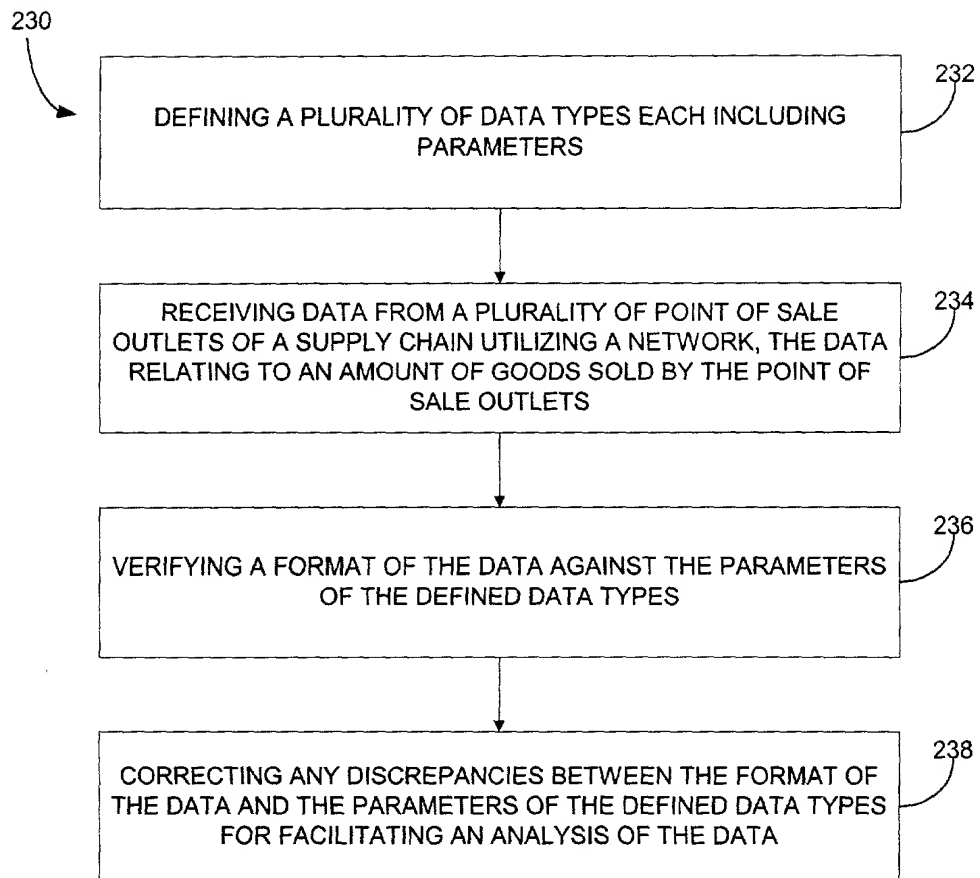 230
232
DEFINING A PLURALITY OF DATA TYPES EACH INCLUDING
PARAMETERS
234
RECEIVING DATA FROM A PLURALITY OF POINT OF SALE
OUTLETS OF A SUPPLY CHAIN UTILIZING A NETWORK, THE DATA
RELATING TO AN AMOUNT OF GOODS SOLD BY THE POINT OF
SALE OUTLETS
236
VERIFYING A FORMAT OF THE DATA AGAINST THE PARAMETERS
OF THE DEFINED DATA TYPES
238
CORRECTING ANY DISCREPANCIES BETWEEN THE FORMAT OF
THE DATA AND THE PARAMETERS OF THE DEFINED DATA TYPES
FOR FACILITATING AN ANALYSIS OF THE DATA